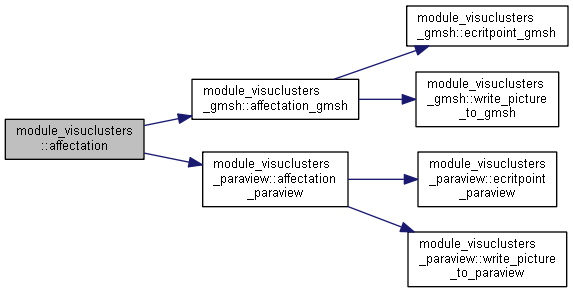 module_visuclusters
::affectation
module_visuclusters
_gmsh::affectation_gmsh
module_visuclusters
_gmsh::ecritpoint_gmsh
module_visuclusters
_gmsh::write_picture
_to_gmsh
module_visuclusters
_paraview::affectation
_paraview
module_visuclusters
_paraview::ecritpoint
_paraview
module_visuclusters
_paraview::write_picture
_to_paraview